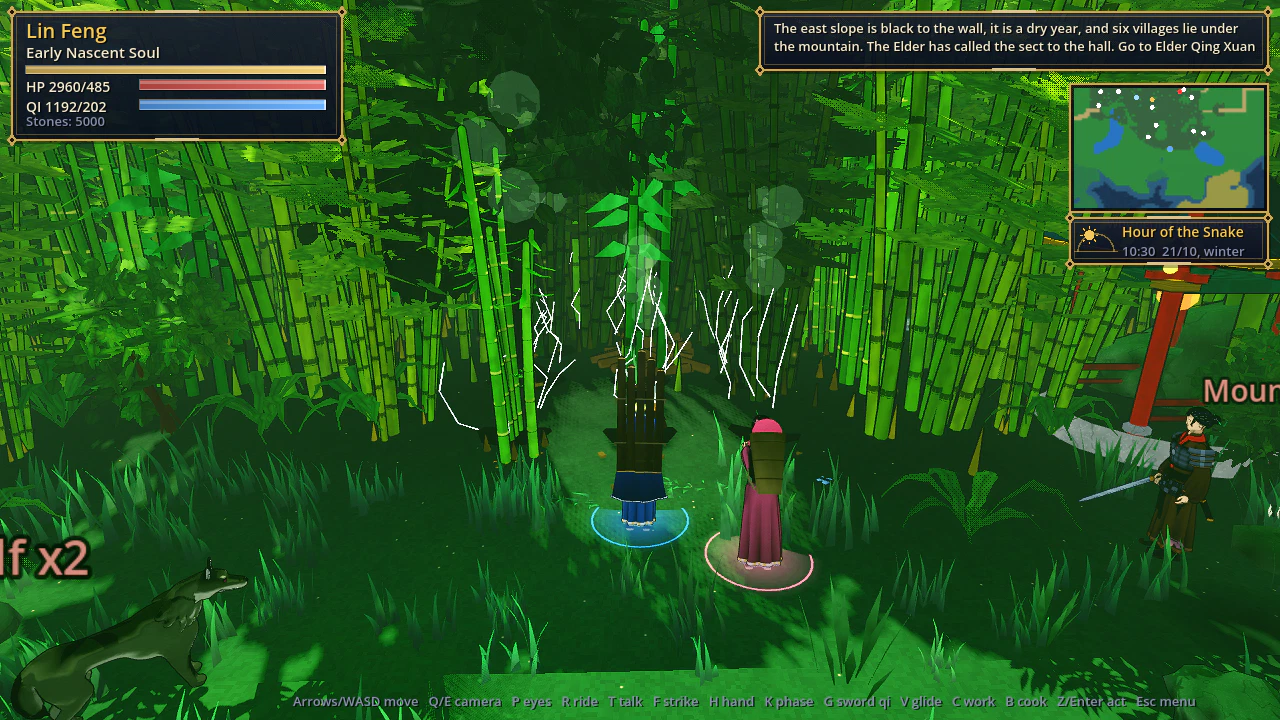 Lin Feng
Early Nascent Soul
HP 2960/485
QI 1192/202
Stones: 5000
The east slope is black to the wall, it is a dry year, and six villages lie under
the mountain. The Elder has called the sect to the hall. Go to Elder Qing Xuan
Hour of the Snake
10:30 21/10, winter
Moun
lf x2
Arrows/WASD move Q/E camera P eyes R ride T talk F strike H hand K phase G sword qi V glide C work B cook Z/Enter act Esc menu